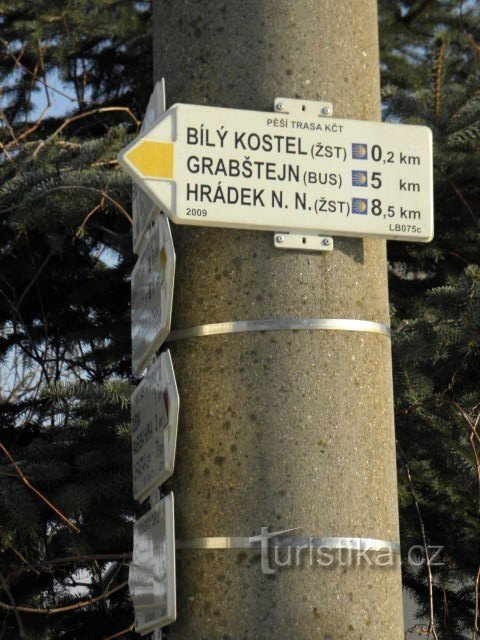 PĚŠÍ TRASA KČT
BÍLÝ KOSTEL (ŽST) 0,2 km
GRABŠTEJN (BUS) 5 km
HRÁDEK N. N. (ŽST) 8,5 km
2009 LB075c
turistika.cz